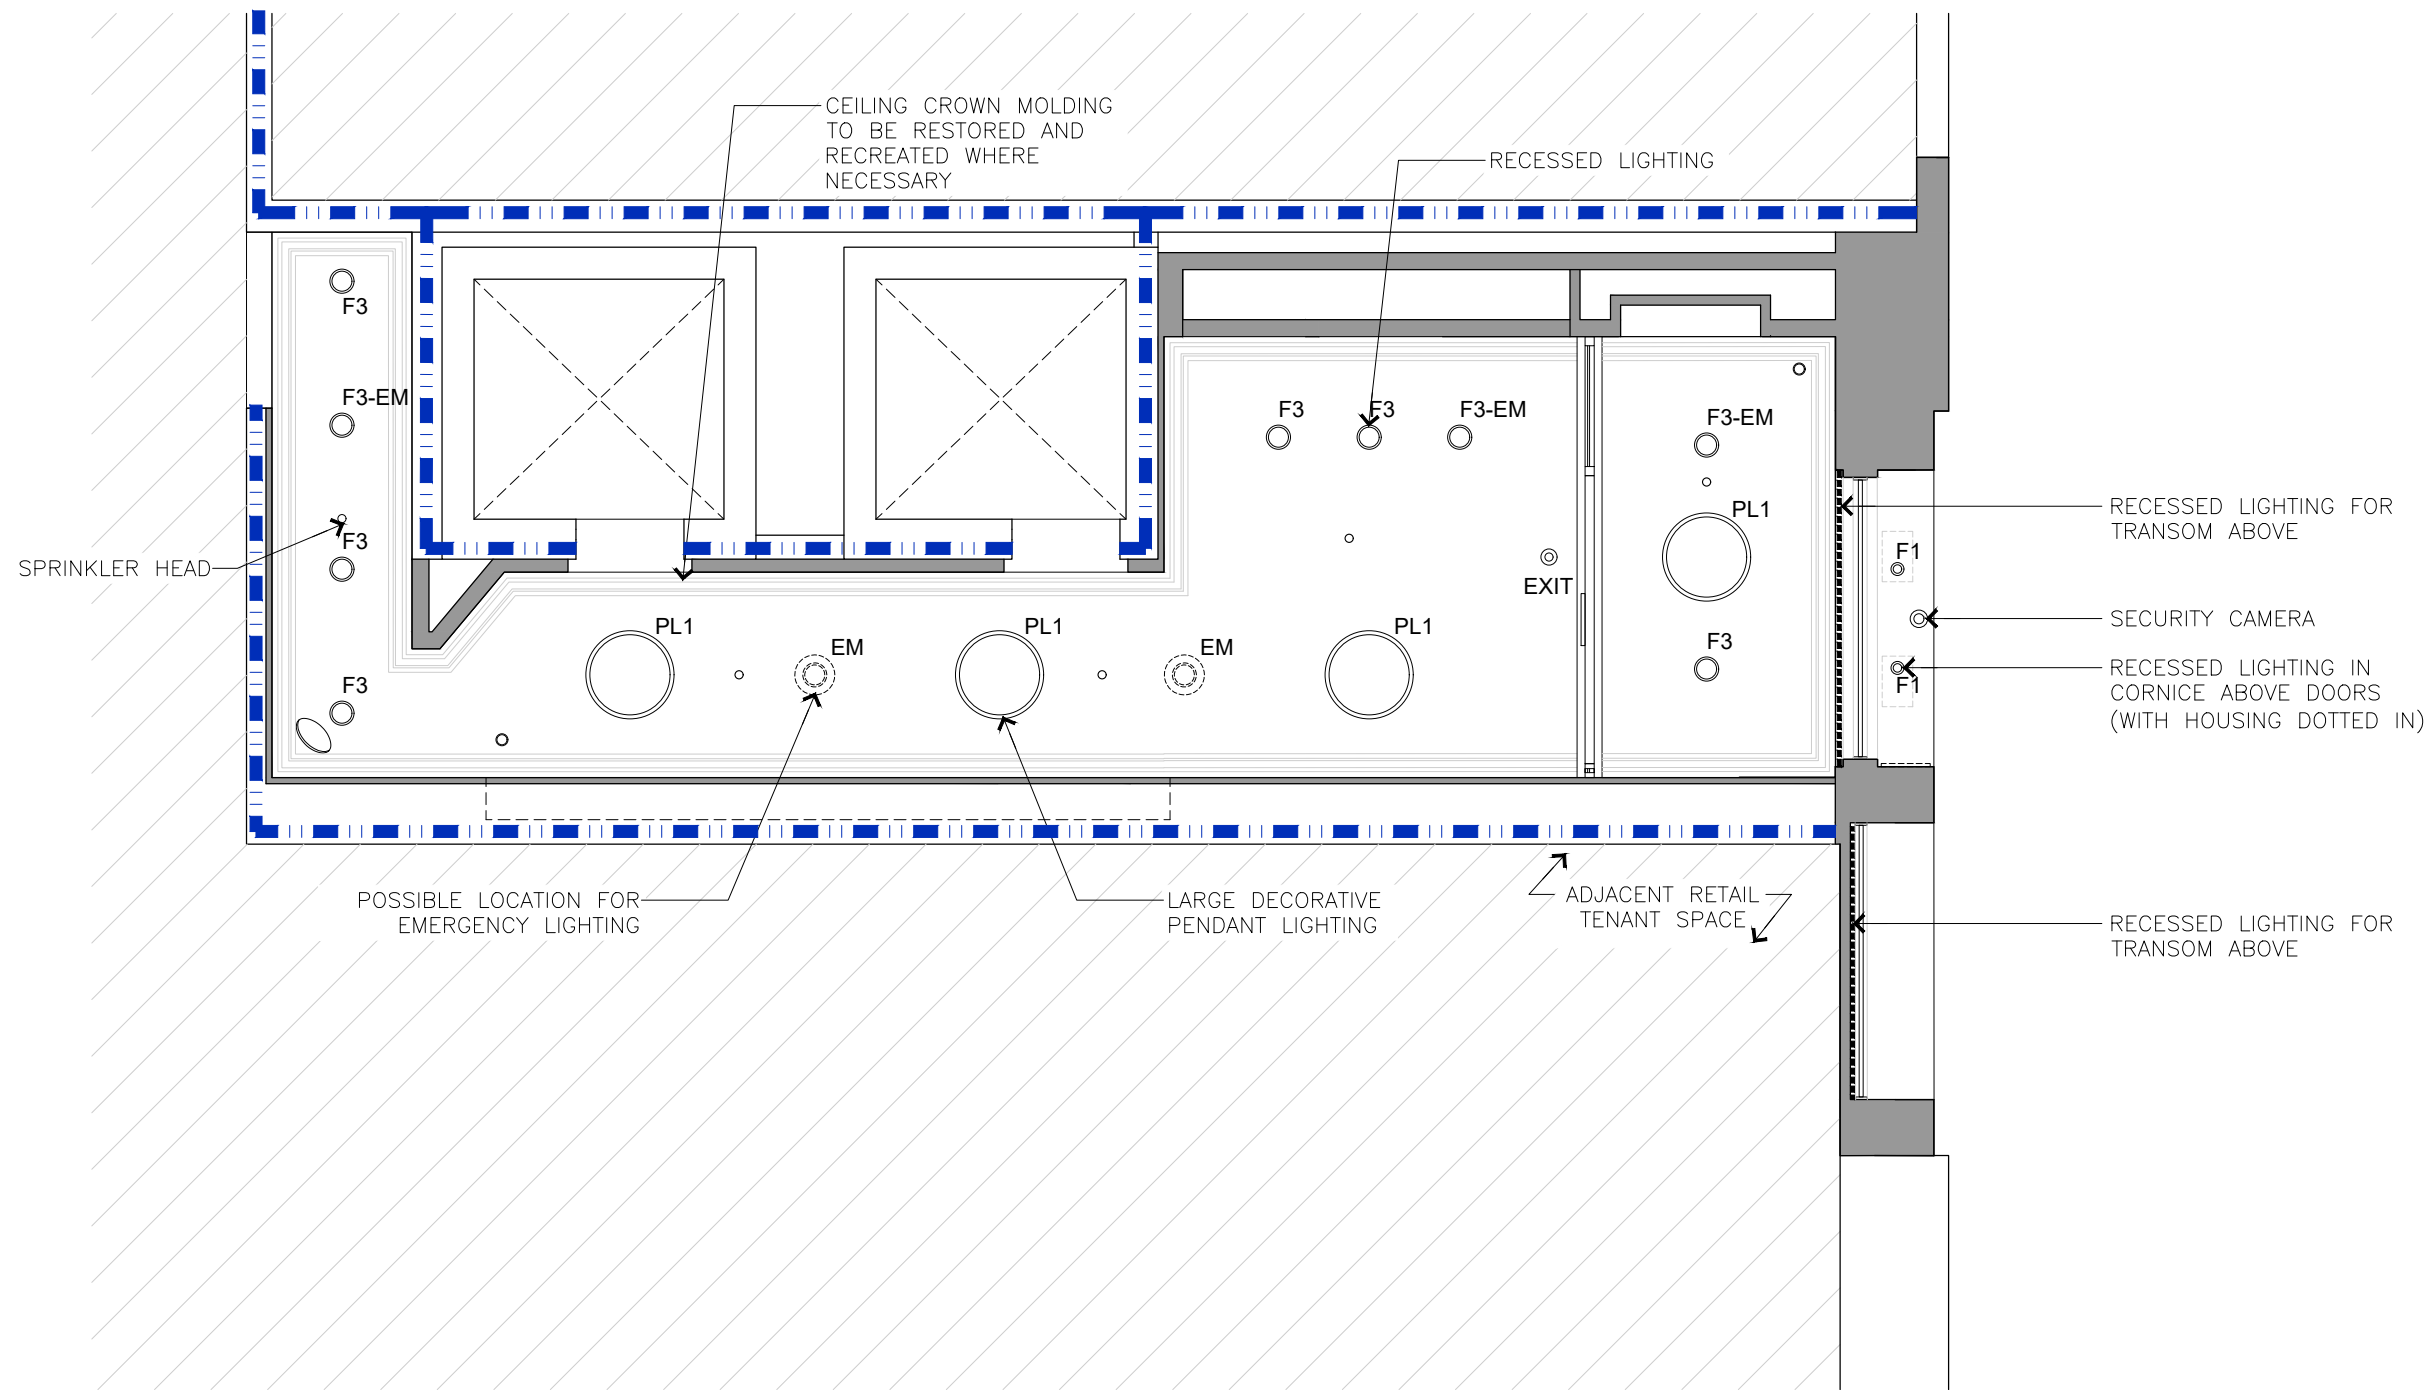 CEILING CROWN MOLDING
TO BE RESTORED AND
RECREATED WHERE
NECESSARY
RECESSED LIGHTING
F3
F3-EM
F3
F3
F3-EM
F3-EM
F3
SPRINKLER HEAD
PL1
RECESSED LIGHTING FOR
TRANSOM ABOVE
F1
EXIT
SECURITY CAMERA
PL1
EM
PL1
EM
PL1
F3
RECESSED LIGHTING IN
CORNICE ABOVE DOORS
(WITH HOUSING DOTTED IN)
F1
F3
POSSIBLE LOCATION FOR
EMERGENCY LIGHTING
LARGE DECORATIVE
PENDANT LIGHTING
ADJACENT RETAIL
TENANT SPACE
RECESSED LIGHTING FOR
TRANSOM ABOVE